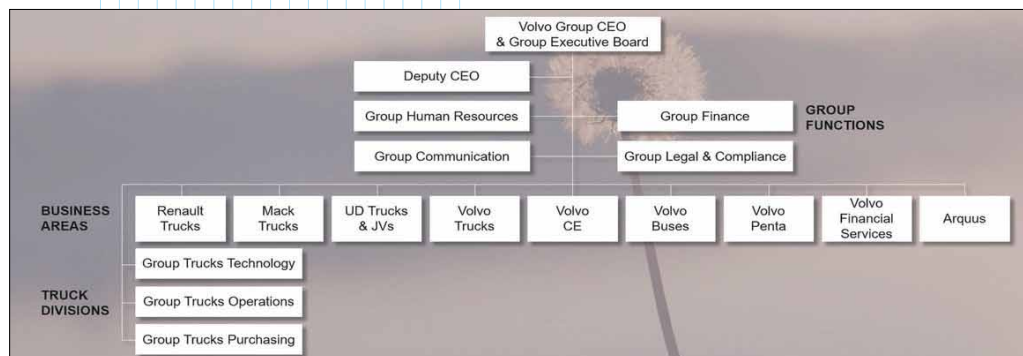 Volvo Group CEO
& Group Executive Board
Deputy CEO
Group Human Resources
Group Finance
GROUP
FUNCTIONS
Group Communication
Group Legal & Compliance
BUSINESS
AREAS
Renault
Trucks
Mack
Trucks
UD Trucks
& JVs
Volvo
Trucks
Volvo
CE
Volvo
Buses
Volvo
Penta
Volvo
Financial
Services
Arquus
Group Trucks Technology
TRUCK
DIVISIONS
Group Trucks Operations
Group Trucks Purchasing